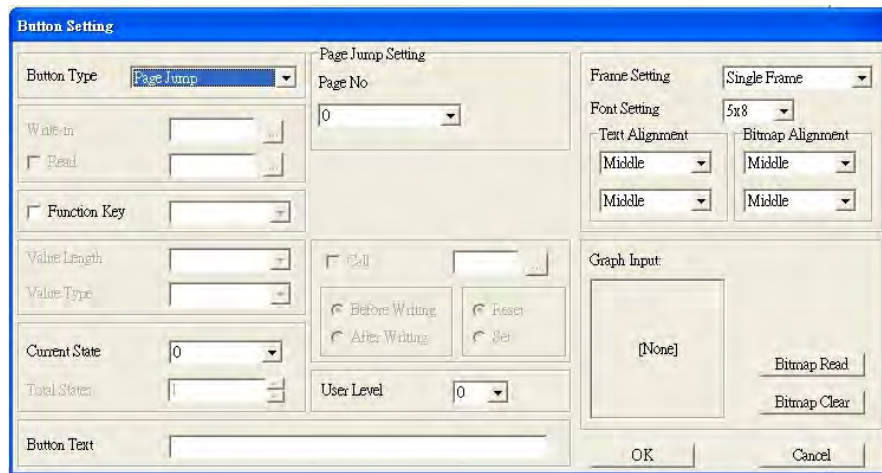 Button Setting
Button Type Page Jump
Write-in ...
Read ...
Function Key
Value Length
Value Type
Current State 0
Total States 1
Button Text
Page Jump Setting
Page No
0
Call ...
Before Writing Reset
After Writing Set
User Level 0
Frame Setting Single Frame
Font Setting 5x8
Text Alignment Bitmap Alignment
Middle Middle
Middle Middle
Graph Input:
[None]
Bitmap Read
Bitmap Clear
OK Cancel